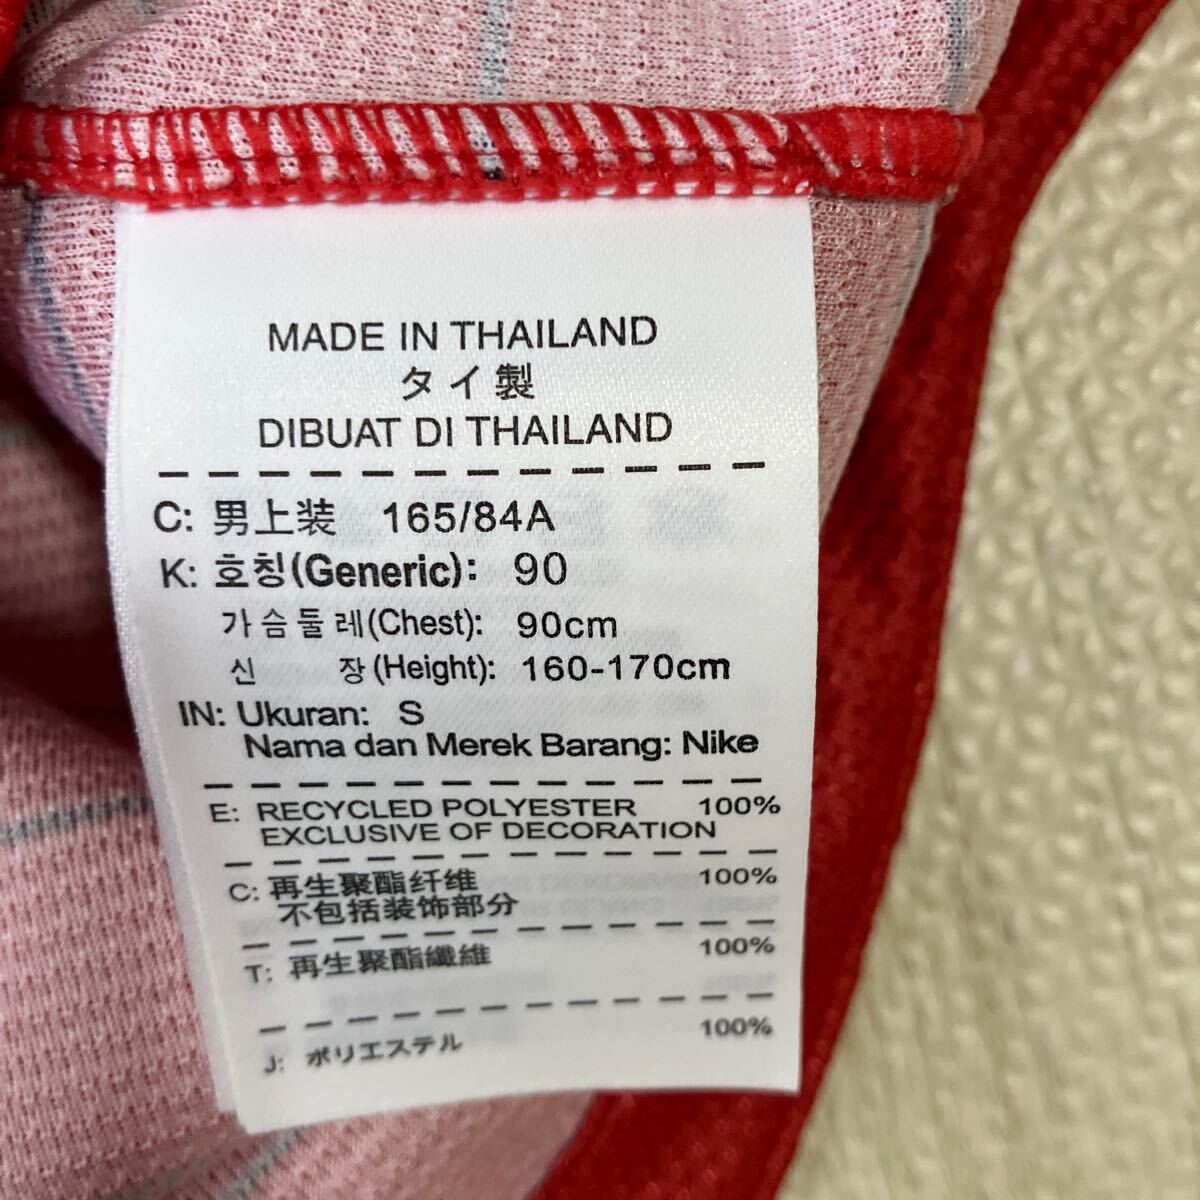 MADE IN THAILAND
タイ製
DIBUAT DI THAILAND
C: 男上装 165/84A
K: 호칭(Generic): 90
가슴둘레(Chest): 90cm
신 장(Height): 160-170cm
IN: Ukuran: S
Nama dan Merek Barang: Nike
E: RECYCLED POLYESTER 100%
EXCLUSIVE OF DECORATION
C: 再生聚酯纤维 100%
不包括装饰部分
T: 再生聚酯纖維 100%
J: ポリエステル 100%